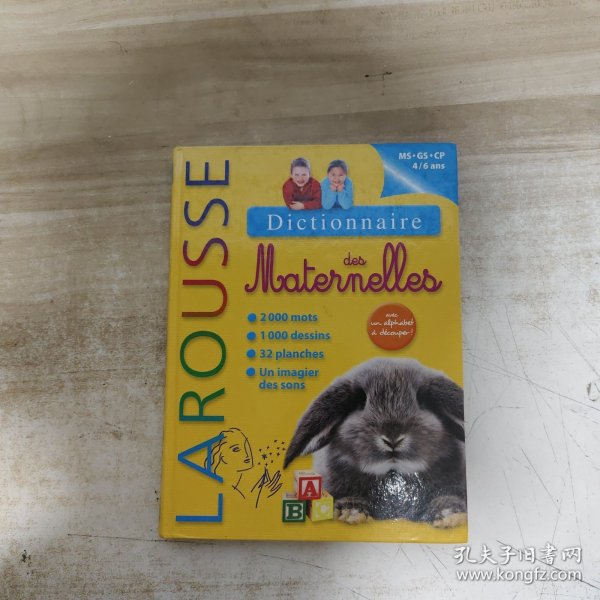 LAROUSSE
MS • GS • CP
4/6 ans
Dictionnaire
des
Maternelles
2 000 mots
1 000 dessins
32 planches
Un imagier
des sons
avec
un alphabet
à découper !
A
B
C
孔夫子旧书网
www.kongfz.com